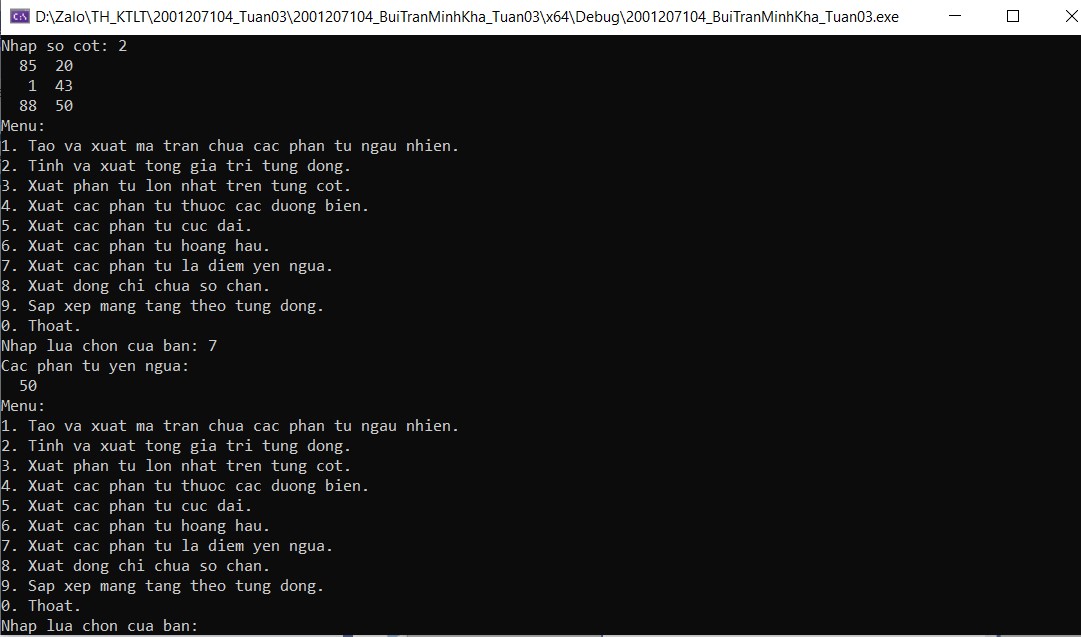 D:\Zalo\TH_KTLT\2001207104_Tuan03\2001207104_BuiTranMinhKha_Tuan03\x64\Debug\2001207104_BuiTranMinhKha_Tuan03.exe
Nhap so cot: 2
  85  20
   1  43
  88  50
Menu:
1. Tao va xuat ma tran chua cac phan tu ngau nhien.
2. Tinh va xuat tong gia tri tung dong.
3. Xuat phan tu lon nhat tren tung cot.
4. Xuat cac phan tu thuoc cac duong bien.
5. Xuat cac phan tu cuc dai.
6. Xuat cac phan tu hoang hau.
7. Xuat cac phan tu la diem yen ngua.
8. Xuat dong chi chua so chan.
9. Sap xep mang tang theo tung dong.
0. Thoat.
Nhap lua chon cua ban: 7
Cac phan tu yen ngua:
  50
Menu:
1. Tao va xuat ma tran chua cac phan tu ngau nhien.
2. Tinh va xuat tong gia tri tung dong.
3. Xuat phan tu lon nhat tren tung cot.
4. Xuat cac phan tu thuoc cac duong bien.
5. Xuat cac phan tu cuc dai.
6. Xuat cac phan tu hoang hau.
7. Xuat cac phan tu la diem yen ngua.
8. Xuat dong chi chua so chan.
9. Sap xep mang tang theo tung dong.
0. Thoat.
Nhap lua chon cua ban: